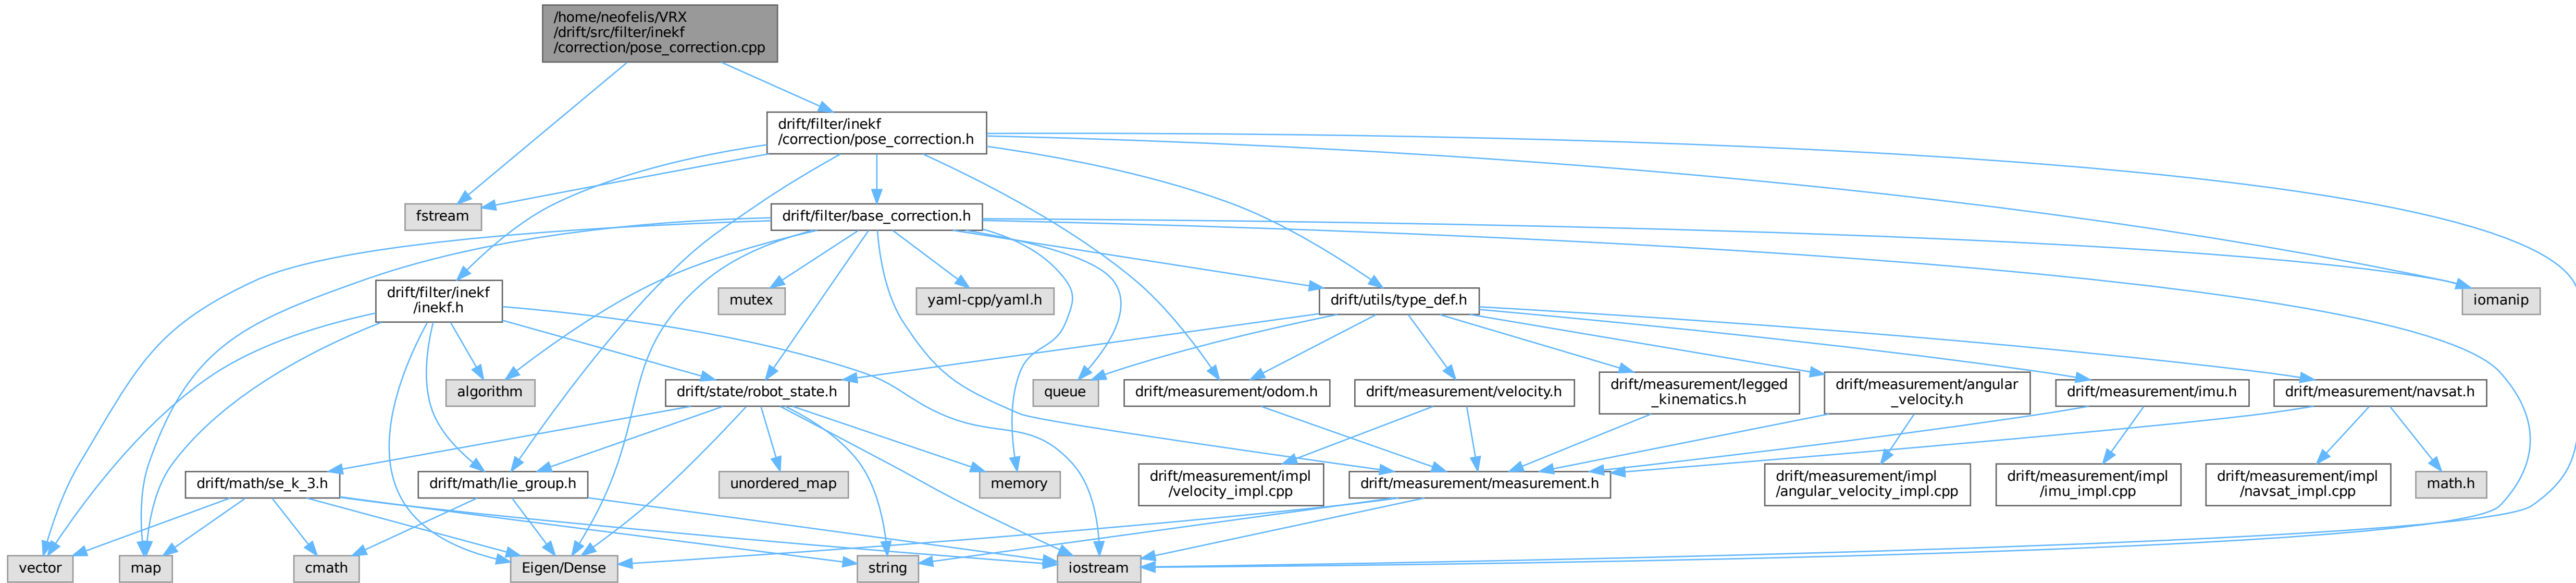 /home/neofelis/VRX
/drift/src/filter/inekf
/correction/pose_correction.cpp
drift/filter/inekf
/correction/pose_correction.h
fstream
drift/filter/base_correction.h
drift/filter/inekf
/inekf.h
mutex
yaml-cpp/yaml.h
drift/utils/type_def.h
iomanip
algorithm
drift/state/robot_state.h
queue
drift/measurement/odom.h
drift/measurement/velocity.h
drift/measurement/legged
_kinematics.h
drift/measurement/angular
_velocity.h
drift/measurement/imu.h
drift/measurement/navsat.h
drift/math/se_k_3.h
drift/math/lie_group.h
unordered_map
memory
drift/measurement/impl
/velocity_impl.cpp
drift/measurement/measurement.h
drift/measurement/impl
/angular_velocity_impl.cpp
drift/measurement/impl
/imu_impl.cpp
drift/measurement/impl
/navsat_impl.cpp
math.h
vector
map
cmath
Eigen/Dense
string
iostream